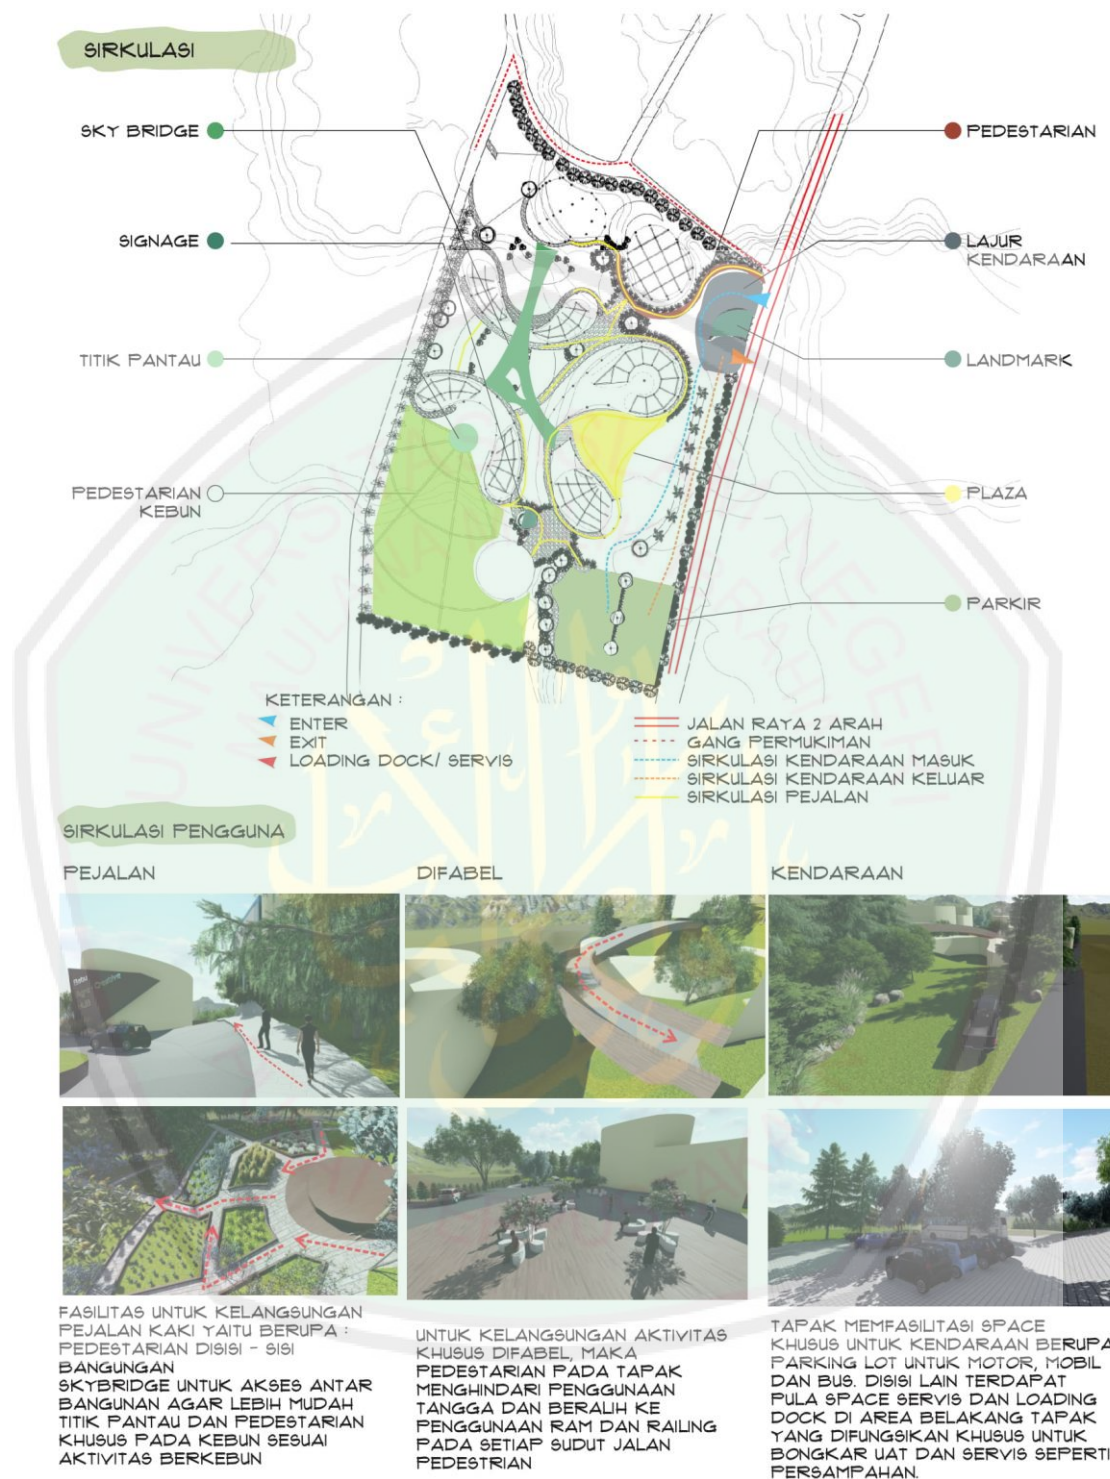 SIRKULASI
SKY BRIDGE
PEDESTARIAN
SIGNAGE
LAJUR
KENDARAAN
TITIK PANTAU
LANDMARK
PEDESTARIAN
KEBUN
PLAZA
PARKIR
KETERANGAN :
ENTER
EXIT
LOADING DOCK/ SERVIS
JALAN RAYA 2 ARAH
GANG PERMUKIMAN
SIRKULASI KENDARAAN MASUK
SIRKULASI KENDARAAN KELUAR
SIRKULASI PEJALAN
SIRKULASI PENGGUNA
PEJALAN
DIFABEL
KENDARAAN
FASILITAS UNTUK KELANGSUNGAN
PEJALAN KAKI YAITU BERUPA :
PEDESTARIAN DISISI - SISI
BANGUNGAN
SKYBRIDGE UNTUK AKSES ANTAR
BANGUNAN AGAR LEBIH MUDAH
TITIK PANTAU DAN PEDESTARIAN
KHUSUS PADA KEBUN SESUAI
AKTIVITAS BERKEBUN
UNTUK KELANGSUNGAN AKTIVITAS
KHUSUS DIFABEL, MAKA
PEDESTARIAN PADA TAPAK
MENGHINDARI PENGGUNAAN
TANGGA DAN BERALIH KE
PENGGUNAAN RAM DAN RAILING
PADA SETIAP SUDUT JALAN
PEDESTRIAN
TAPAK MEMFASILITASI SPACE
KHUSUS UNTUK KENDARAAN BERUPA
PARKING LOT UNTUK MOTOR, MOBIL
DAN BUS. DISISI LAIN TERDAPAT
PULA SPACE SERVIS DAN LOADING
DOCK DI AREA BELAKANG TAPAK
YANG DIFUNGSIKAN KHUSUS UNTUK
BONGKAR UAT DAN SERVIS SEPERTI
PERSAMPAHAN.